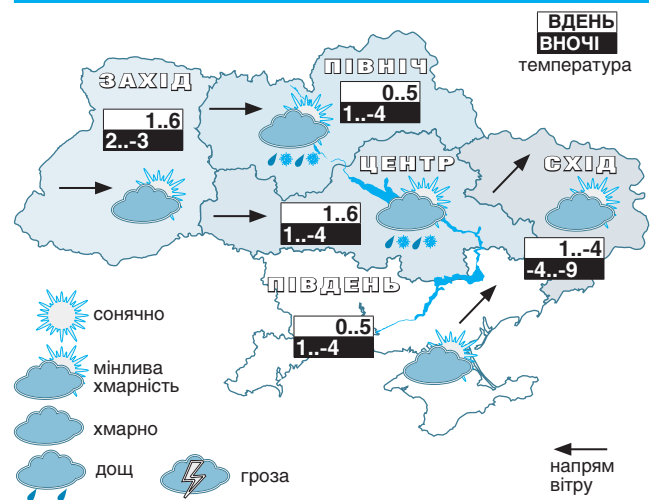 ВДЕНЬ
ВНОЧІ
температура
ЗАХІД
1..6
2..-3
ПІВНІЧ
0..5
1..-4
ЦЕНТР
1..6
1..-4
СХІД
1..-4
-4..-9
ПІВДЕНЬ
0..5
1..-4
сонячно
мінлива
хмарність
хмарно
дощ
гроза
напрям
вітру